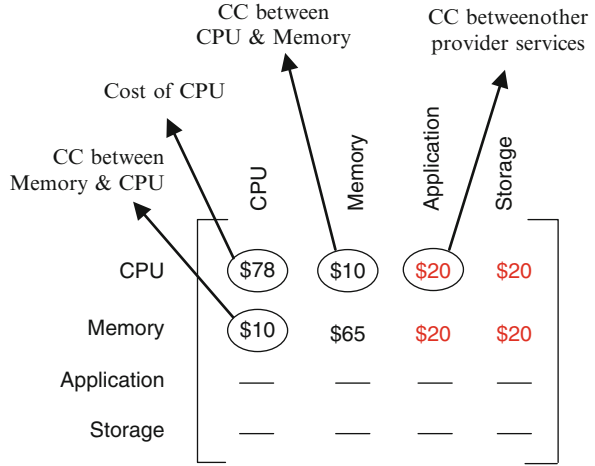 CC between
CPU & Memory
CC betweenother
provider services
Cost of CPU
CC between
Memory & CPU
CPU
Memory
Application
Storage
CPU $78 $10 $20 $20
Memory $10 $65 $20 $20
Application — — — —
Storage — — — —